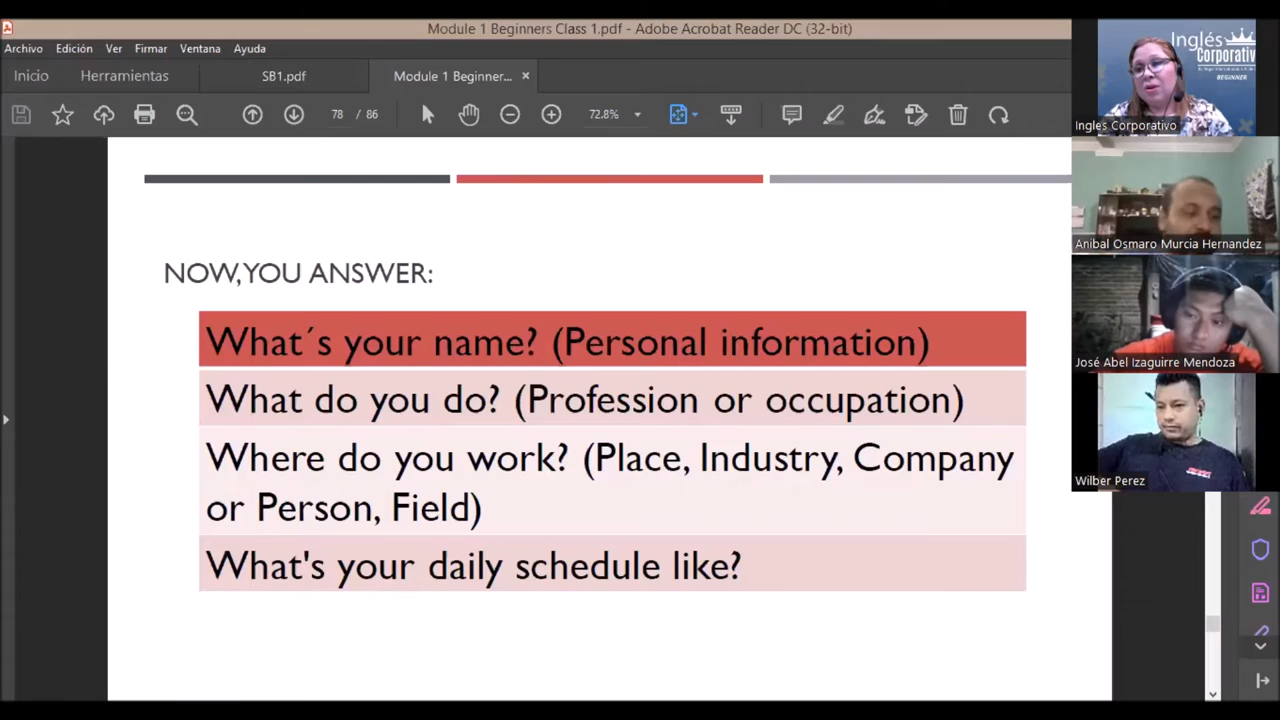 Module 1 Beginners Class 1.pdf - Adobe Acrobat Reader DC (32-bit)
Archivo Edición Ver Firmar Ventana Ayuda
Inicio Herramientas SB1.pdf Module 1 Beginner... ×
78 / 86 72.8%
NOW,YOU ANSWER:
What´s your name? (Personal information)
What do you do? (Profession or occupation)
Where do you work? (Place, Industry, Company
or Person, Field)
What's your daily schedule like?
Inglés
Corporativo
BEGINNER
Ingles Corporativo
Anibal Osmaro Murcia Hernandez
José Abel Izaguirre Mendoza
Wilber Perez